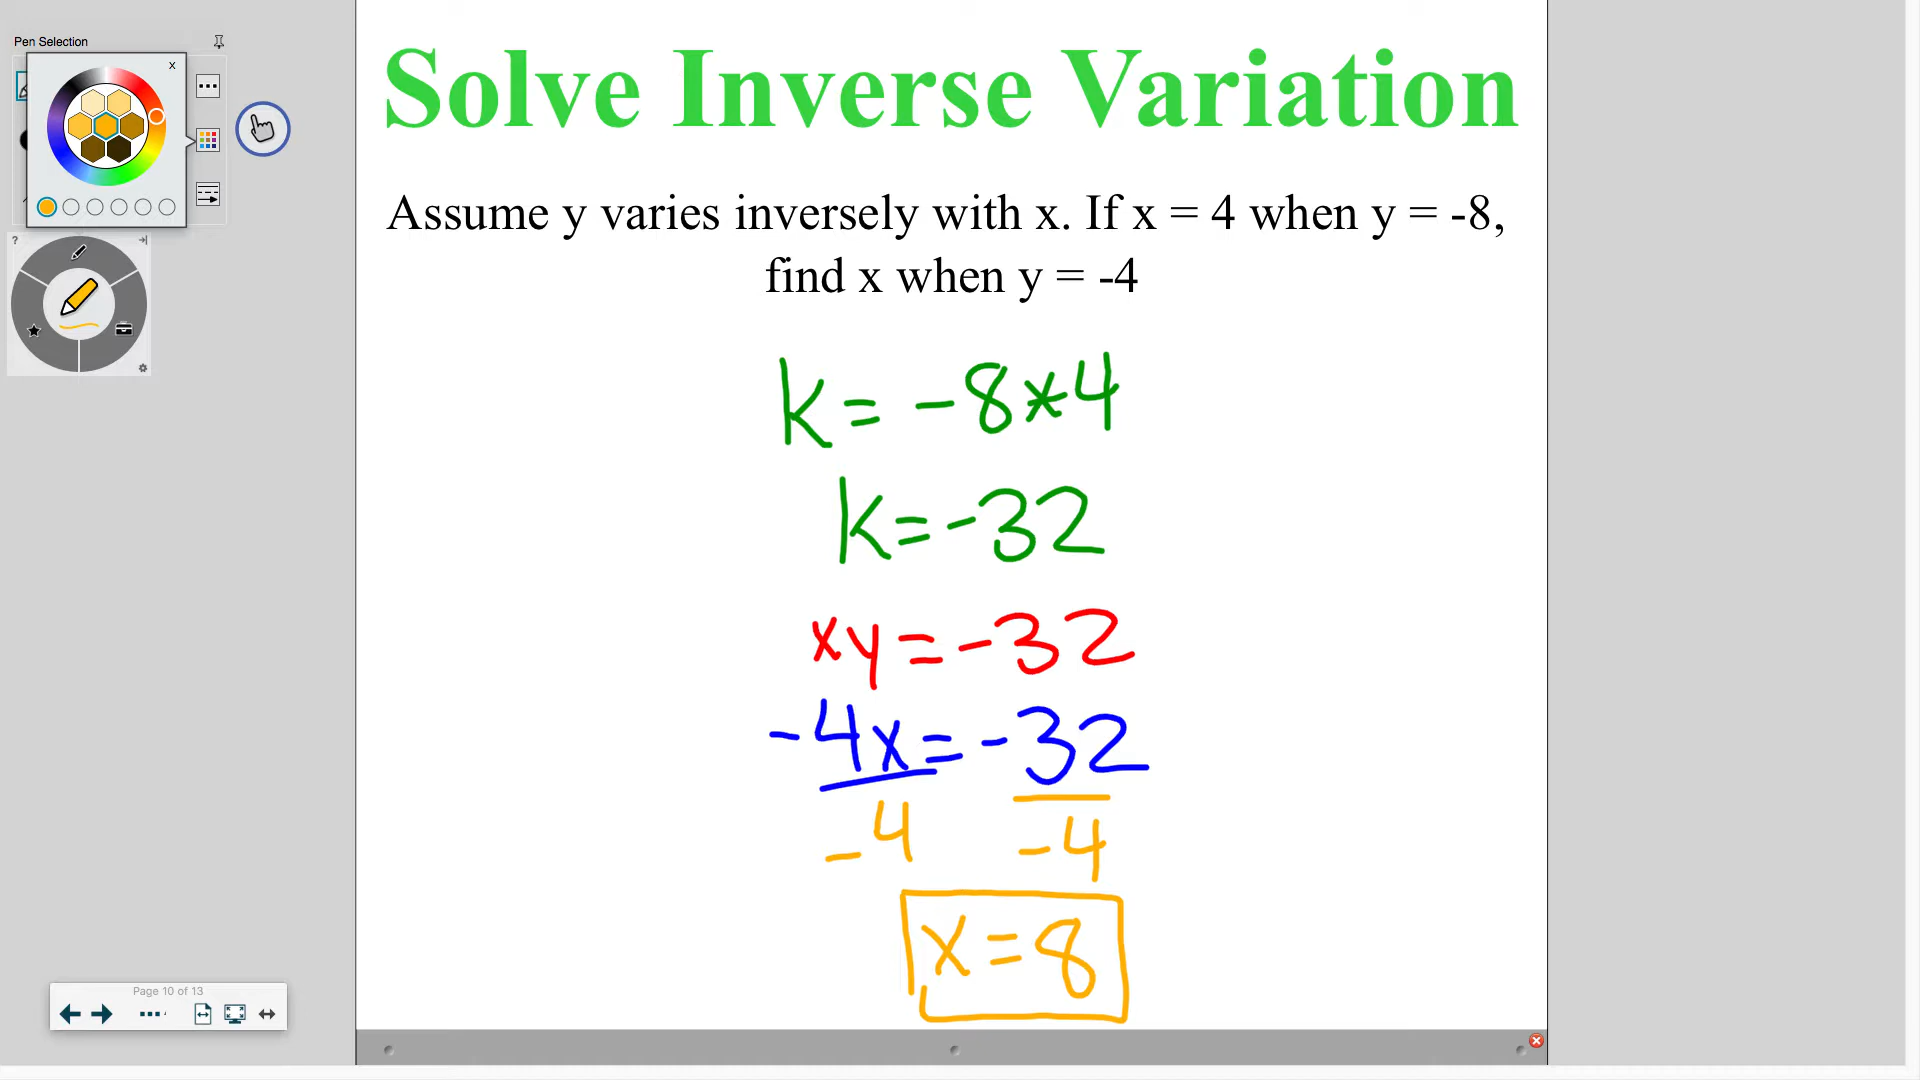 Pen Selection
x
?
Solve Inverse Variation
Assume y varies inversely with x. If x = 4 when y = -8,
find x when y = -4
k = -8*4
k = -32
xy = -32
-4x = -32
-4 -4
x = 8
Page 10 of 13